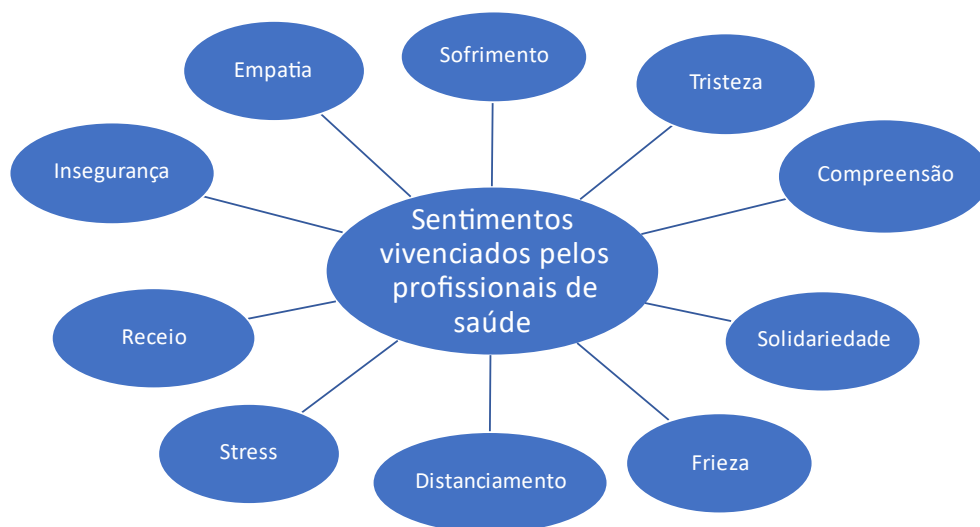 Sofrimento
Empatia
Tristeza
Insegurança
Compreensão
Sentimentos
vivenciados pelos
profissionais de
saúde
Receio
Solidariedade
Stress
Distanciamento
Frieza